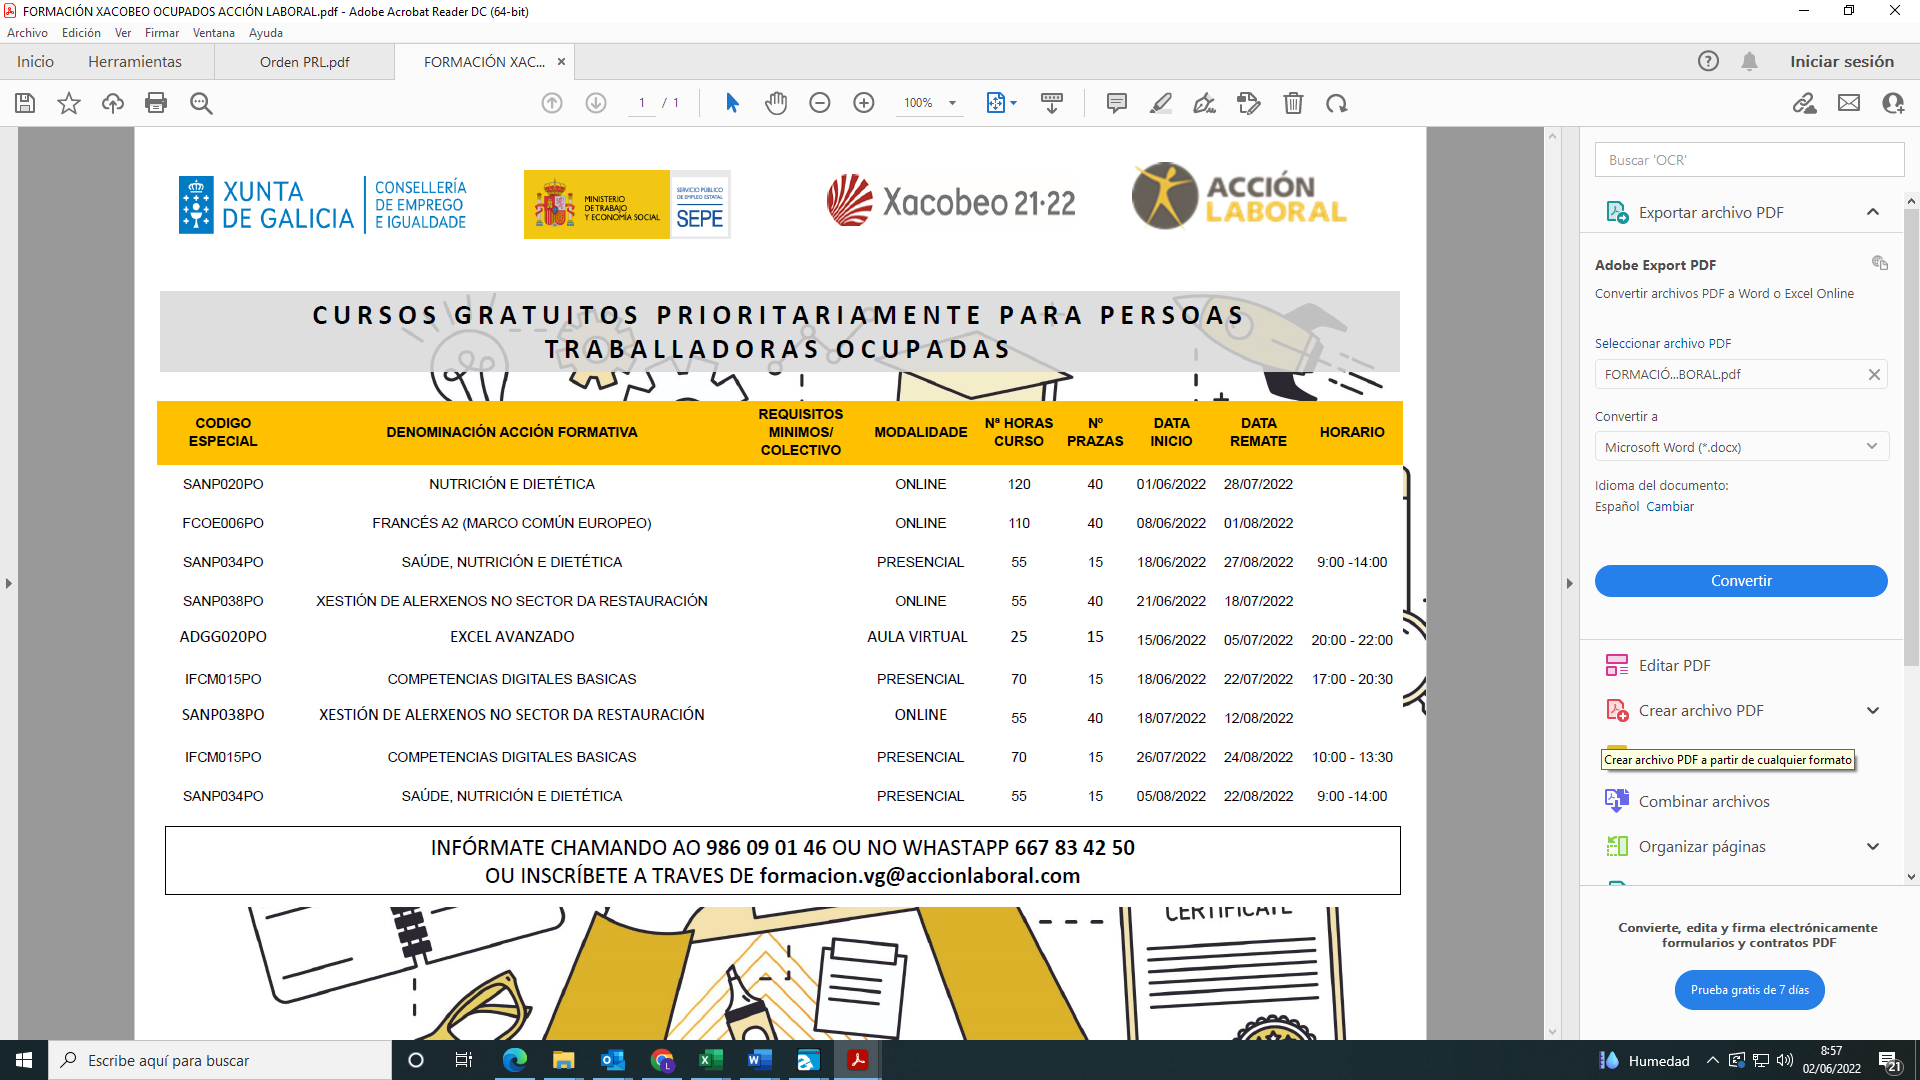 FORMACIÓN XACOBEO OCUPADOS ACCIÓN LABORAL.pdf - Adobe Acrobat Reader DC (64-bit)
Archivo Edición Ver Firmar Ventana Ayuda
Inicio Herramientas Orden PRL.pdf FORMACIÓN XAC... × Iniciar sesión
1 / 1 100%
XUNTA DE GALICIA
CONSELLERÍA DE EMPREGO E IGUALDADE
MINISTERIO DE TRABAJO Y ECONOMÍA SOCIAL
SERVICIO PÚBLICO DE EMPLEO ESTATAL
SEPE
Xacobeo 21·22
ACCIÓN LABORAL
CURSOS GRATUITOS PRIORITARIAMENTE PARA PERSOAS
TRABALLADORAS OCUPADAS
CODIGO ESPECIAL DENOMINACIÓN ACCIÓN FORMATIVA REQUISITOS MINIMOS/ COLECTIVO MODALIDADE Nª HORAS CURSO Nº PRAZAS DATA INICIO DATA REMATE HORARIO
SANP020PO NUTRICIÓN E DIETÉTICA ONLINE 120 40 01/06/2022 28/07/2022
FCOE006PO FRANCÉS A2 (MARCO COMÚN EUROPEO) ONLINE 110 40 08/06/2022 01/08/2022
SANP034PO SAÚDE, NUTRICIÓN E DIETÉTICA PRESENCIAL 55 15 18/06/2022 27/08/2022 9:00 -14:00
SANP038PO XESTIÓN DE ALERXENOS NO SECTOR DA RESTAURACIÓN ONLINE 55 40 21/06/2022 18/07/2022
ADGG020PO EXCEL AVANZADO AULA VIRTUAL 25 15 15/06/2022 05/07/2022 20:00 - 22:00
IFCM015PO COMPETENCIAS DIGITALES BASICAS PRESENCIAL 70 15 18/06/2022 22/07/2022 17:00 - 20:30
SANP038PO XESTIÓN DE ALERXENOS NO SECTOR DA RESTAURACIÓN ONLINE 55 40 18/07/2022 12/08/2022
IFCM015PO COMPETENCIAS DIGITALES BASICAS PRESENCIAL 70 15 26/07/2022 24/08/2022 10:00 - 13:30
SANP034PO SAÚDE, NUTRICIÓN E DIETÉTICA PRESENCIAL 55 15 05/08/2022 22/08/2022 9:00 -14:00
INFÓRMATE CHAMANDO AO 986 09 01 46 OU NO WHASTAPP 667 83 42 50
OU INSCRÍBETE A TRAVES DE formacion.vg@accionlaboral.com
CERTIFICATE
Buscar 'OCR'
Exportar archivo PDF
Adobe Export PDF
Convertir archivos PDF a Word o Excel Online
Seleccionar archivo PDF
FORMACIÓ...BORAL.pdf
Convertir a
Microsoft Word (*.docx)
Idioma del documento:
Español Cambiar
Convertir
Editar PDF
Crear archivo PDF
Crear archivo PDF a partir de cualquier formato
Combinar archivos
Organizar páginas
Convierte, edita y firma electrónicamente
formularios y contratos PDF
Prueba gratis de 7 días
Escribe aquí para buscar
Humedad
8:57
02/06/2022
21